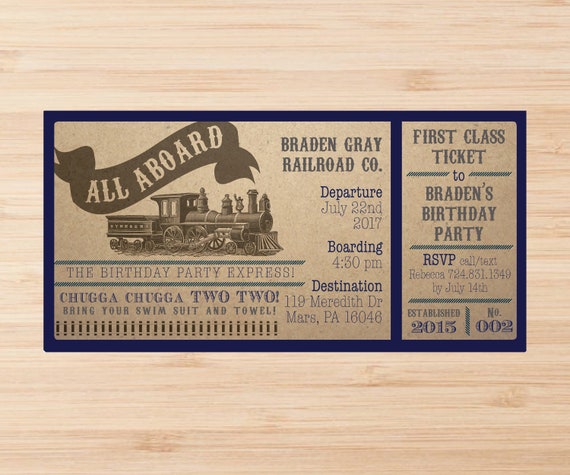 ALL ABOARD
THE BIRTHDAY PARTY EXPRESS!
CHUGGA CHUGGA TWO TWO!
BRING YOUR SWIM SUIT AND TOWEL!
BRADEN GRAY
RAILROAD CO.
Departure
July 22nd
2017
Boarding
4:30 pm
Destination
119 Meredith Dr
Mars, PA 16046
FIRST CLASS
TICKET
to
BRADEN'S
BIRTHDAY
PARTY
RSVP call/text
Rebecca 724.831.1349
by July 14th
ESTABLISHED
2015
No.
002